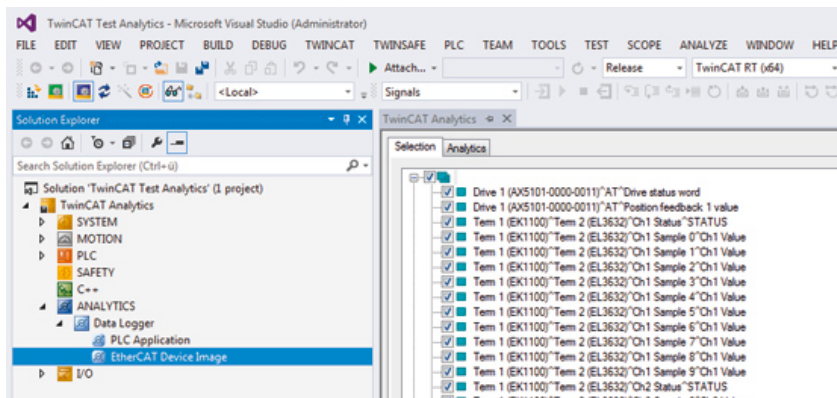 TwinCAT Test Analytics - Microsoft Visual Studio (Administrator)
FILE EDIT VIEW PROJECT BUILD DEBUG TWINCAT TWINSAFE PLC TEAM TOOLS TEST SCOPE ANALYZE WINDOW HELP
Attach... Release TwinCAT RT (x64)
<Local> Signals
Solution Explorer
Search Solution Explorer (Ctrl+ü)
Solution 'TwinCAT Test Analytics' (1 project)
TwinCAT Analytics
SYSTEM
MOTION
PLC
SAFETY
C++
ANALYTICS
Data Logger
PLC Application
EtherCAT Device Image
I/O
TwinCAT Analytics
Selection Analytics
Drive 1 (AX5101-0000-0011)^AT^Drive status word
Drive 1 (AX5101-0000-0011)^AT^Position feedback 1 value
Term 1 (EK1100)^Term 2 (EL3632)^Ch1 Status^STATUS
Term 1 (EK1100)^Term 2 (EL3632)^Ch1 Sample 0^Ch1 Value
Term 1 (EK1100)^Term 2 (EL3632)^Ch1 Sample 1^Ch1 Value
Term 1 (EK1100)^Term 2 (EL3632)^Ch1 Sample 2^Ch1 Value
Term 1 (EK1100)^Term 2 (EL3632)^Ch1 Sample 3^Ch1 Value
Term 1 (EK1100)^Term 2 (EL3632)^Ch1 Sample 4^Ch1 Value
Term 1 (EK1100)^Term 2 (EL3632)^Ch1 Sample 5^Ch1 Value
Term 1 (EK1100)^Term 2 (EL3632)^Ch1 Sample 6^Ch1 Value
Term 1 (EK1100)^Term 2 (EL3632)^Ch1 Sample 7^Ch1 Value
Term 1 (EK1100)^Term 2 (EL3632)^Ch1 Sample 8^Ch1 Value
Term 1 (EK1100)^Term 2 (EL3632)^Ch1 Sample 9^Ch1 Value
Term 1 (EK1100)^Term 2 (EL3632)^Ch2 Status^STATUS